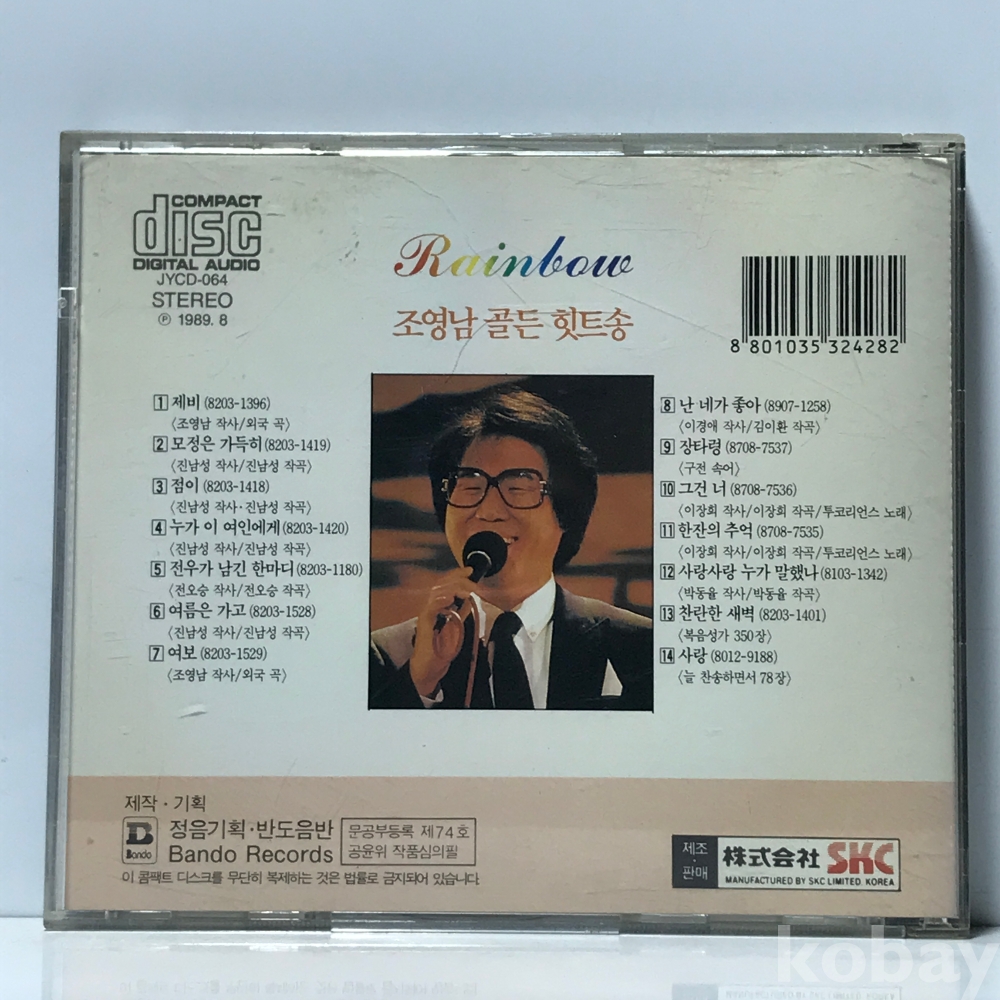 COMPACT
disc
DIGITAL AUDIO
JYCD-064
STEREO
Ⓟ 1989. 8
Rainbow
조영남 골든 힛트송
8 801035 324282
1 제비 (8203-1396)
〈조영남 작사/외국 곡〉
2 모정은 가득히 (8203-1419)
〈진남성 작사/진남성 작곡〉
3 점이 (8203-1418)
〈진남성 작사·진남성 작곡〉
4 누가 이 여인에게 (8203-1420)
〈진남성 작사/진남성 작곡〉
5 전우가 남긴 한마디 (8203-1180)
〈전오승 작사/전오승 작곡〉
6 여름은 가고 (8203-1528)
〈진남성 작사/진남성 작곡〉
7 여보 (8203-1529)
〈조영남 작사/외국 곡〉
8 난 네가 좋아 (8907-1258)
〈이경애 작사/김이환 작곡〉
9 장타령 (8708-7537)
〈구전 속어〉
10 그건 너 (8708-7536)
〈이장희 작사/이장희 작곡/투코리언스 노래〉
11 한잔의 추억 (8708-7535)
〈이장희 작사/이장희 작곡/투코리언스 노래〉
12 사랑사랑 누가 말했나 (8103-1342)
〈박동율 작사/박동율 작곡〉
13 찬란한 새벽 (8203-1401)
〈복음성가 350장〉
14 사랑 (8012-9188)
〈늘 찬송하면서 78장〉
제작·기획
B
Bando
정음기획·반도음반
Bando Records
문공부등록 제74호
공윤위 작품심의필
이 콤팩트 디스크를 무단히 복제하는 것은 법률로 금지되어 있습니다.
제조·판매
株式会社 SKC
MANUFACTURED BY SKC LIMITED. KOREA
kobay